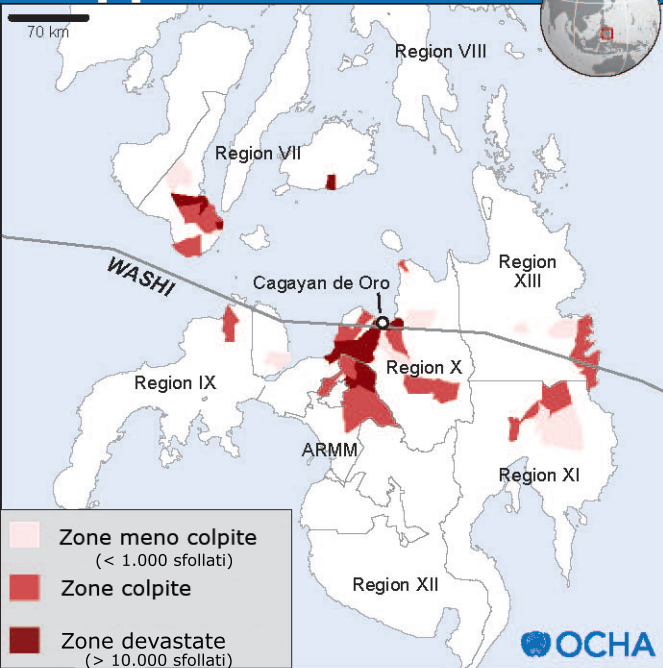 70 km
Region VIII
Region VII
WASHI
Cagayan de Oro
Region
XIII
Region X
Region IX
ARMM
Region XI
Region XII
Zone meno colpite
(< 1.000 sfollati)
Zone colpite
Zone devastate
(> 10.000 sfollati)
OCHA